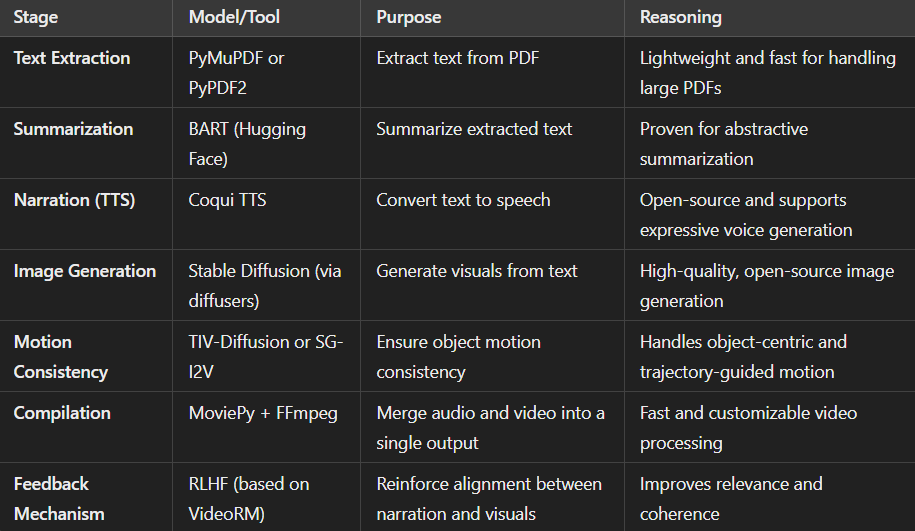 Stage Model/Tool Purpose Reasoning
Text Extraction PyMuPDF or Extract text from PDF Lightweight and fast for handling
PyPDF2 large PDFs
Summarization BART (Hugging Summarize extracted text Proven for abstractive
Face) summarization
Narration (TTS) Coqui TTS Convert text to speech Open-source and supports
expressive voice generation
Image Generation Stable Diffusion (via Generate visuals from text High-quality, open-source image
diffusers) generation
Motion TIV-Diffusion or SG- Ensure object motion Handles object-centric and
Consistency I2V consistency trajectory-guided motion
Compilation MoviePy + FFmpeg Merge audio and video into a Fast and customizable video
single output processing
Feedback RLHF (based on Reinforce alignment between Improves relevance and
Mechanism VideoRM) narration and visuals coherence